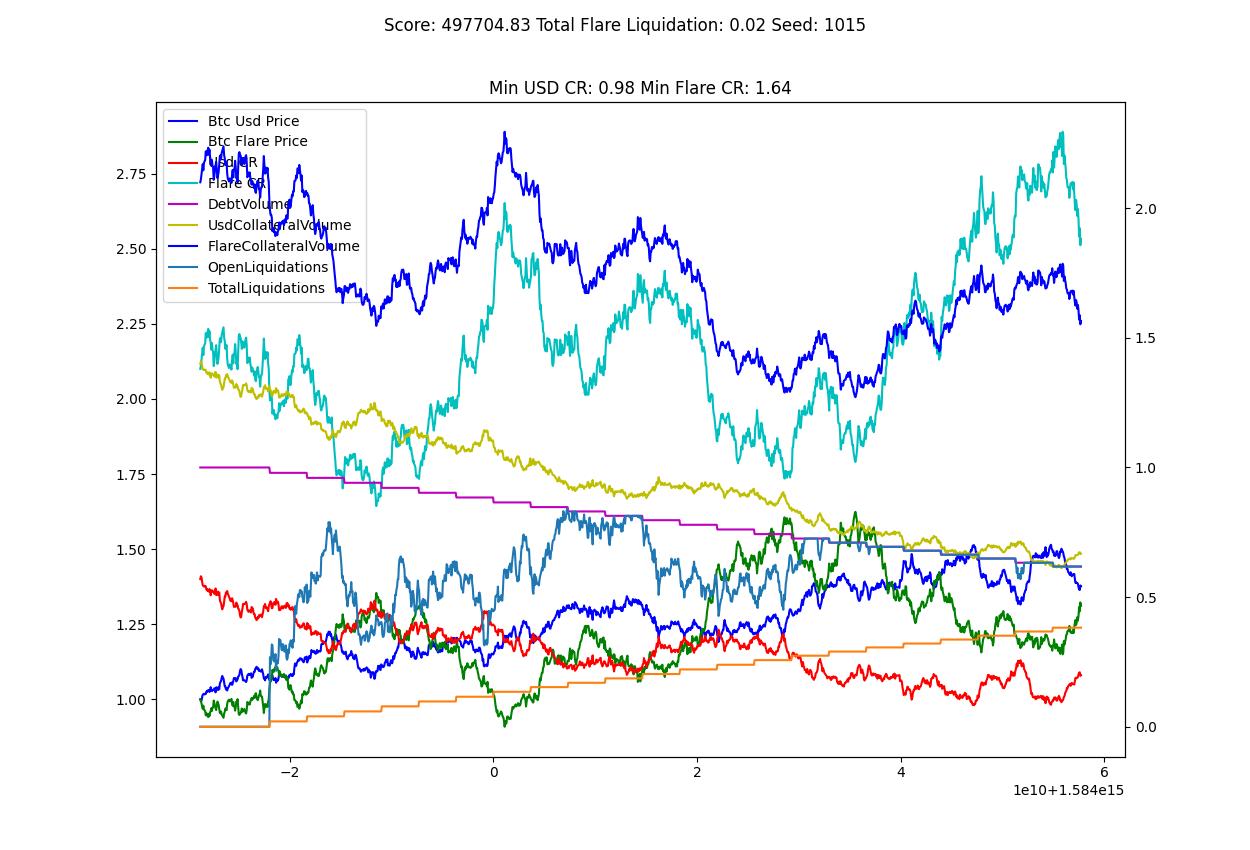 Score: 497704.83 Total Flare Liquidation: 0.02 Seed: 1015
Min USD CR: 0.98 Min Flare CR: 1.64
Btc Usd Price
Btc Flare Price
Usd CR
Flare CR
DebtVolume
UsdCollateralVolume
FlareCollateralVolume
OpenLiquidations
TotalLiquidations
2.75
2.50
2.25
2.00
1.75
1.50
1.25
1.00
2.0
1.5
1.0
0.5
0.0
−2
0
2
4
6
1e10+1.584e15